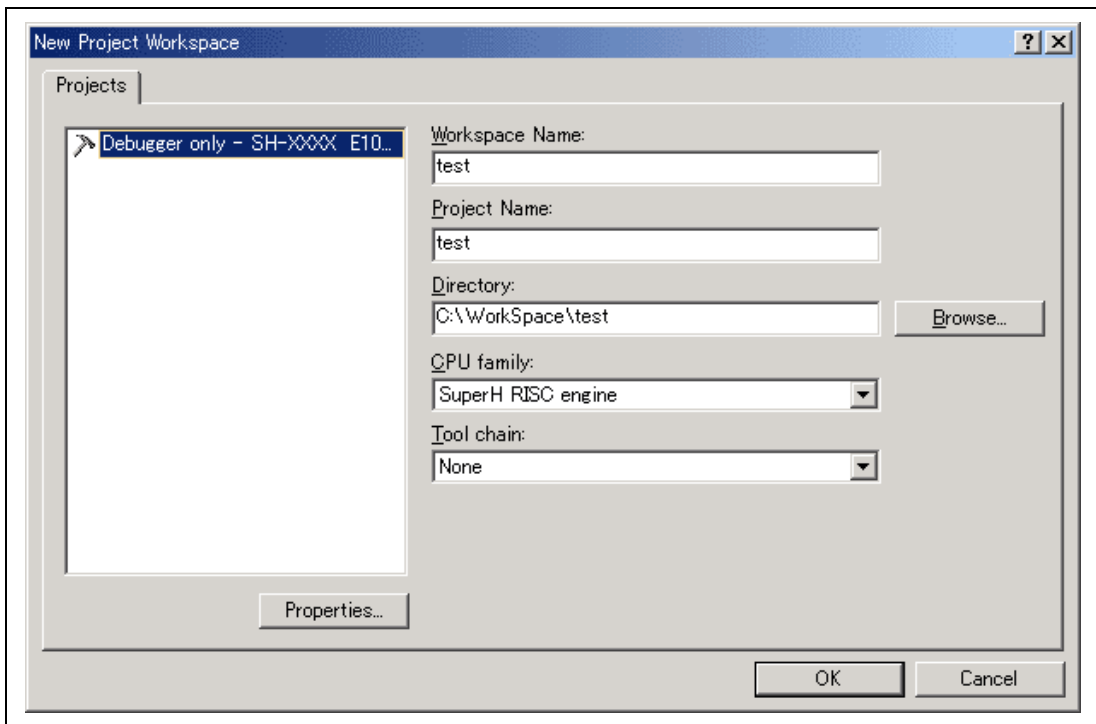 New Project Workspace
Projects
Debugger only - SH-XXXX E10...
Workspace Name:
test
Project Name:
test
Directory:
C:\WorkSpace\test
Browse...
CPU family:
SuperH RISC engine
Tool chain:
None
Properties...
OK
Cancel